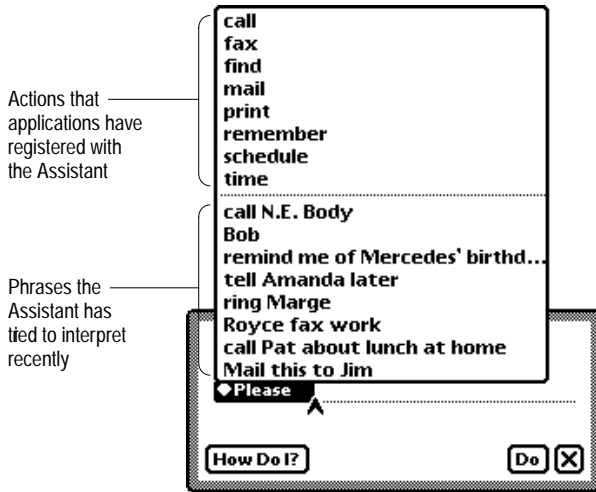 call
fax
find
mail
print
remember
schedule
time
Actions that
applications have
registered with
the Assistant
call N.E. Body
Bob
remind me of Mercedes' birthd...
tell Amanda later
ring Marge
Royce fax work
call Pat about lunch at home
Mail this to Jim
Phrases the
Assistant has
tied to interpret
recently
◆Please
How Do I?
Do X